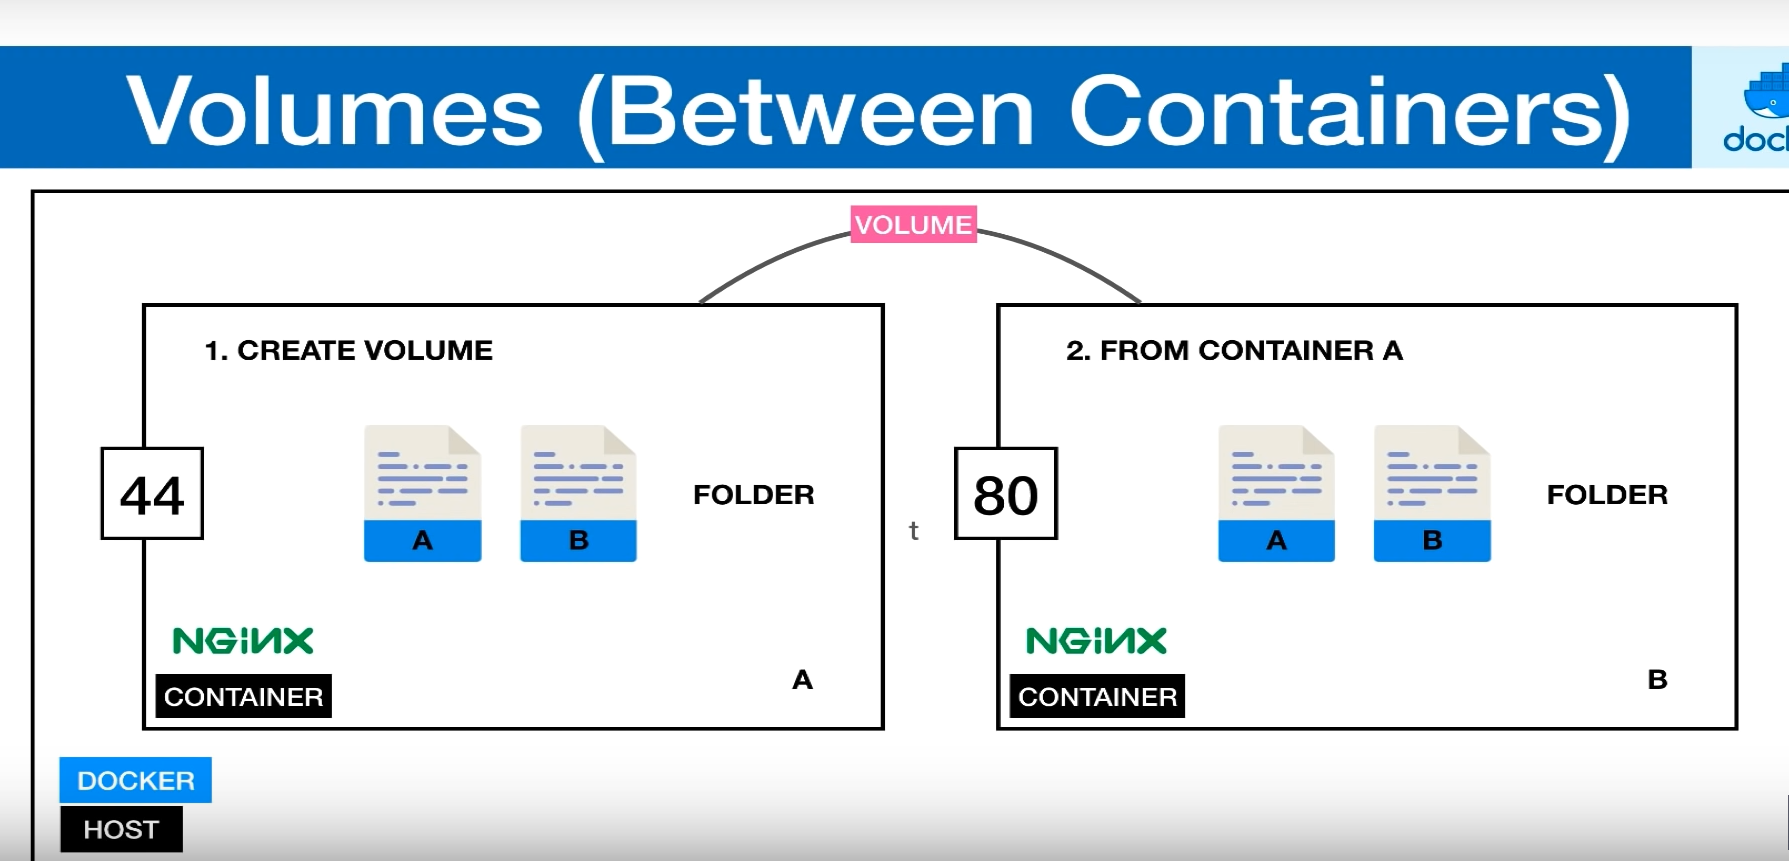 Volumes (Between Containers)
doc
VOLUME
1. CREATE VOLUME
2. FROM CONTAINER A
44
A
B
FOLDER
t
80
A
B
FOLDER
NGINX
CONTAINER
A
NGINX
CONTAINER
B
DOCKER
HOST